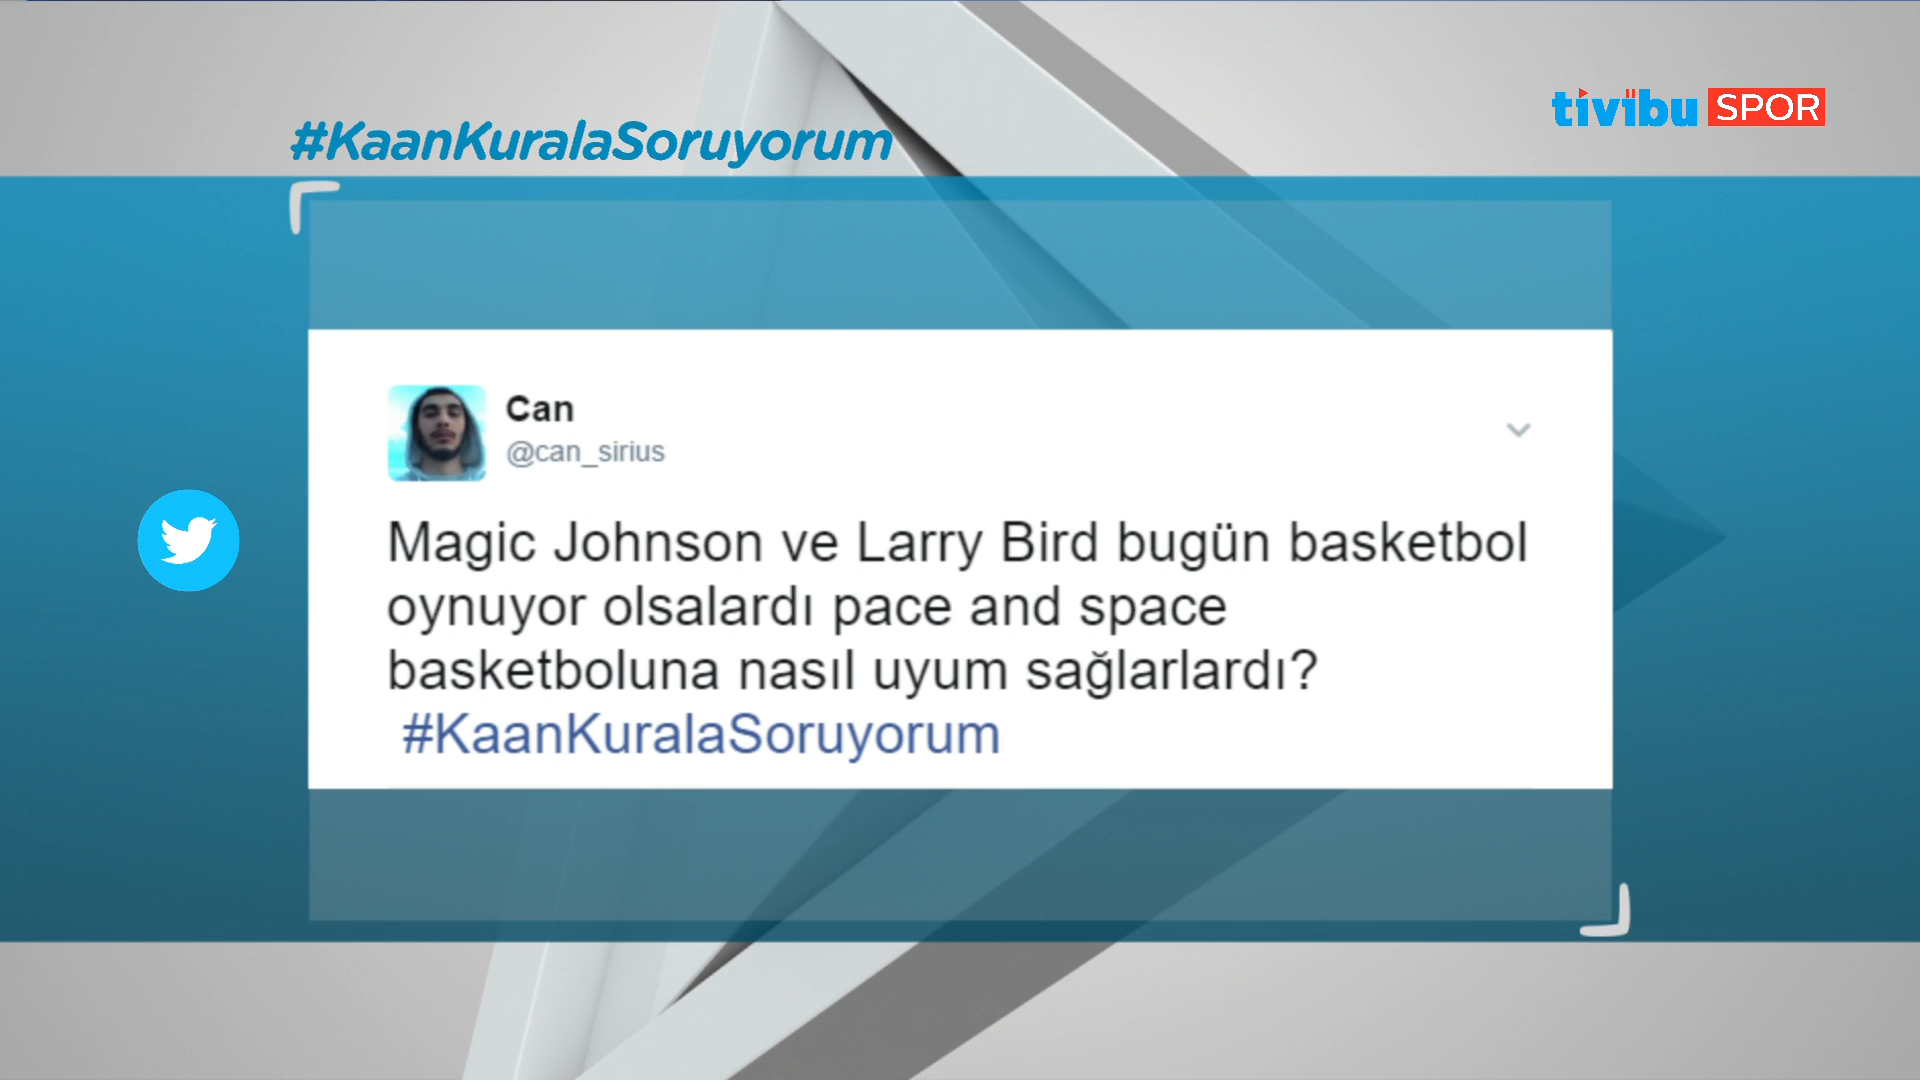 tivibu SPOR
#KaanKuralaSoruyorum
Can
@can_sirius
Magic Johnson ve Larry Bird bugün basketbol
oynuyor olsalardı pace and space
basketboluna nasıl uyum sağlarlardı?
#KaanKuralaSoruyorum